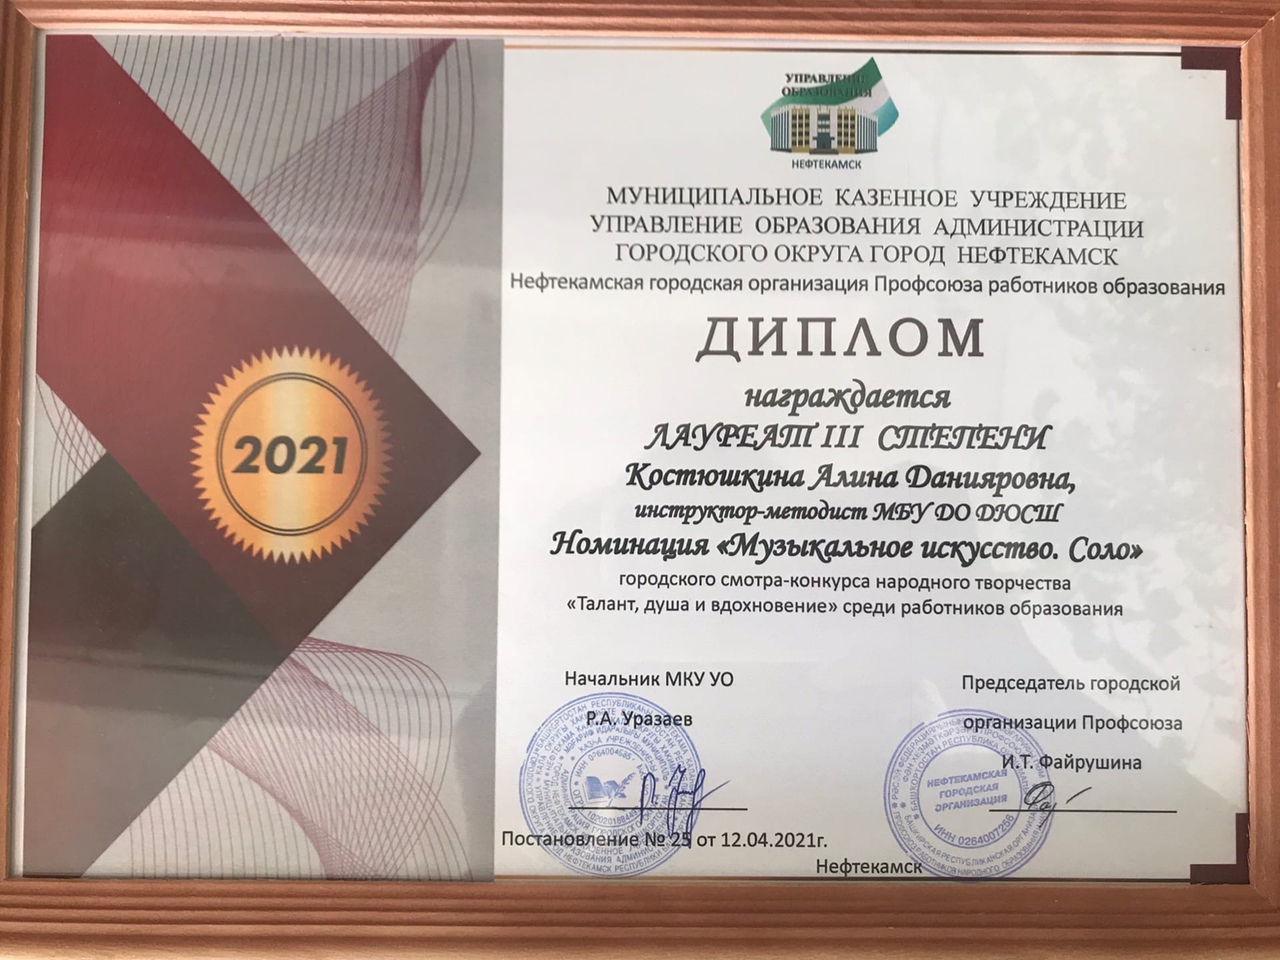 УПРАВЛЕНИЕ
ОБРАЗОВАНИЯ
НЕФТЕКАМСК
МУНИЦИПАЛЬНОЕ КАЗЕННОЕ УЧРЕЖДЕНИЕ
УПРАВЛЕНИЕ ОБРАЗОВАНИЯ АДМИНИСТРАЦИИ
ГОРОДСКОГО ОКРУГА ГОРОД НЕФТЕКАМСК
Нефтекамская городская организация Профсоюза работников образования
ДИПЛОМ
награждается
ЛАУРЕАТ III СТЕПЕНИ
Костюшкина Алина Данияровна,
инструктор-методист МБУ ДО ДЮСШ
Номинация «Музыкальное искусство. Соло»
городского смотра-конкурса народного творчества
«Талант, душа и вдохновение» среди работников образования
2021
Начальник МКУ УО
Р.А. Уразаев
Председатель городской
организации Профсоюза
И.Т. Файрушина
НЕФТЕКАМСКАЯ
ГОРОДСКАЯ
ОРГАНИЗАЦИЯ
ИНН 0264007256
Постановление № 25 от 12.04.2021г.
Нефтекамск